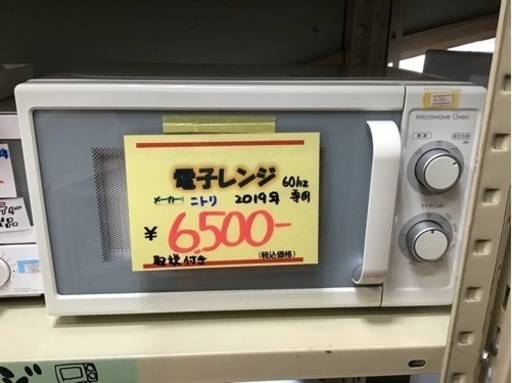 Microwave Oven
電子レンジ 60hz
メーカー: ニトリ 2019年 専用
¥6,500-
取説付き (税込価格)